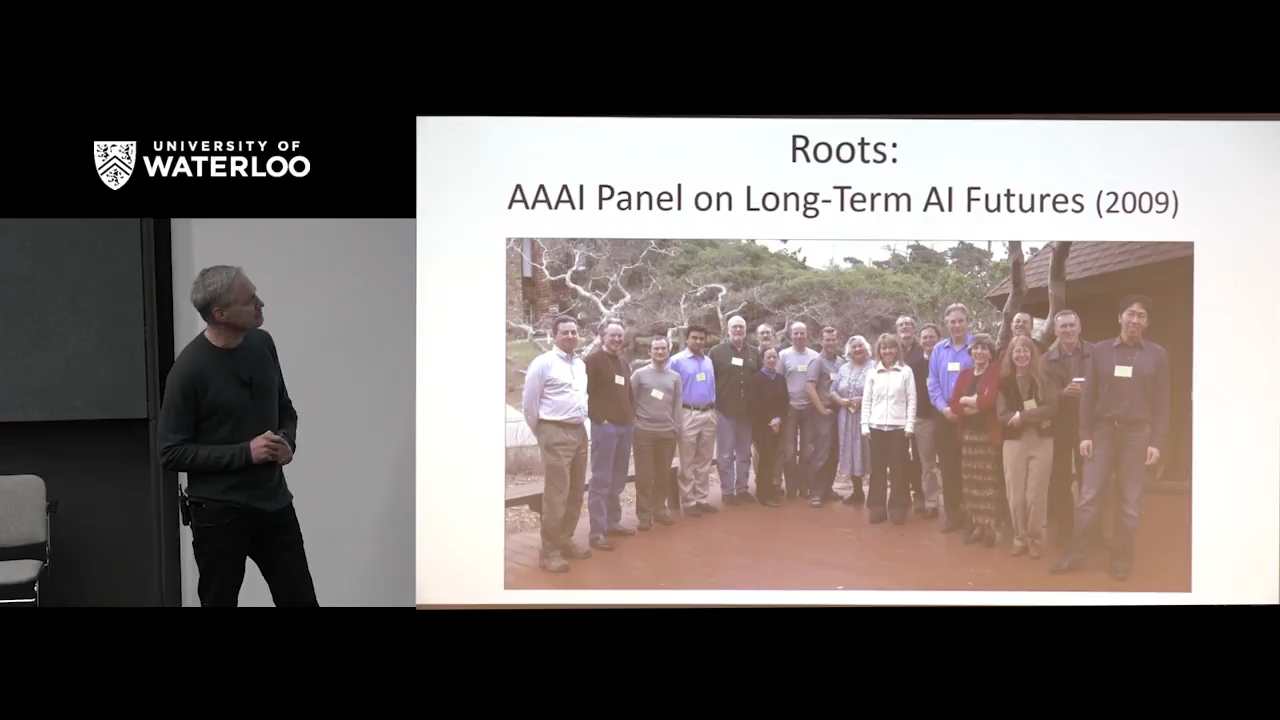 UNIVERSITY OF
WATERLOO
Roots:
AAAI Panel on Long-Term AI Futures (2009)